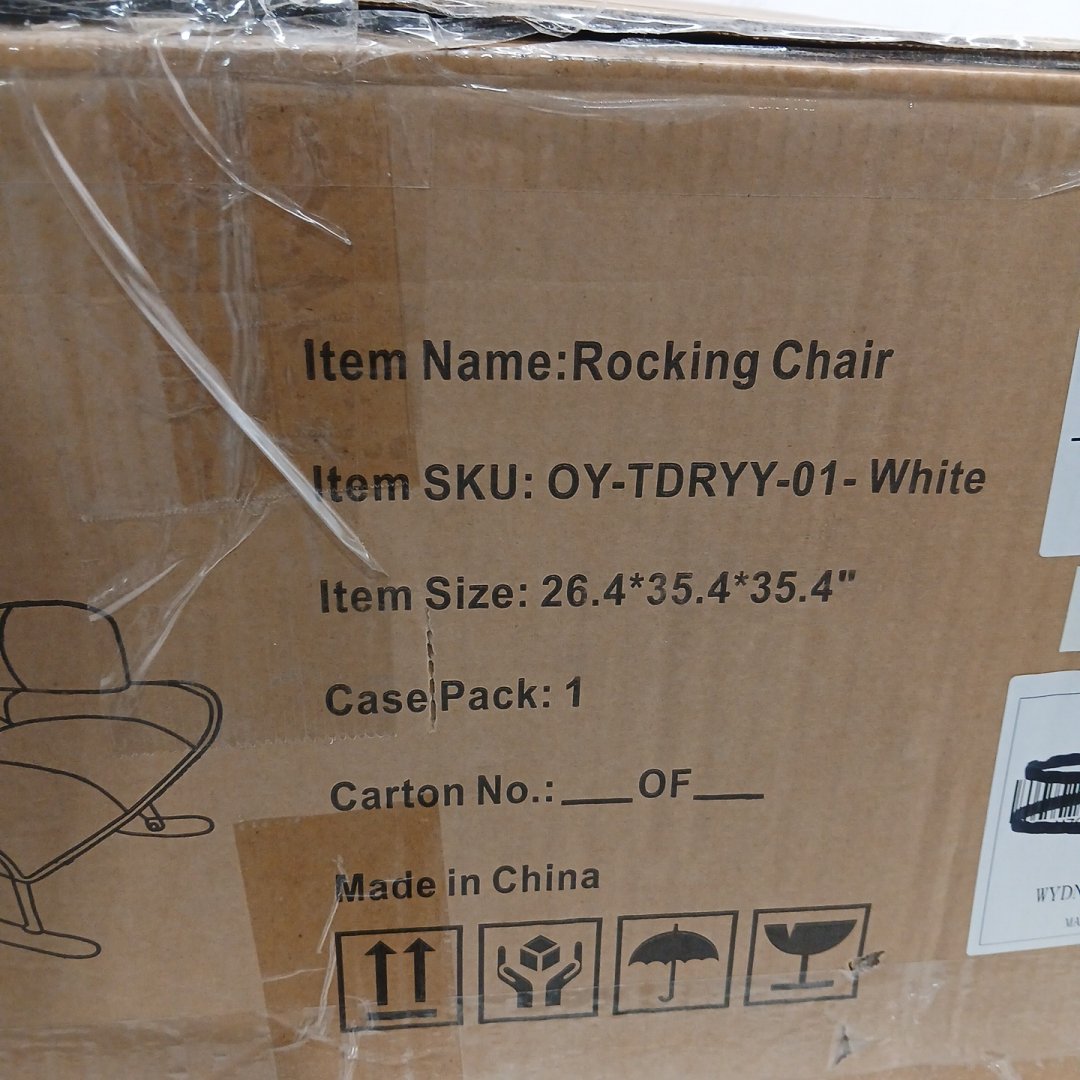 Item Name:Rocking Chair
Item SKU: OY-TDRYY-01- White
Item Size: 26.4*35.4*35.4"
Case Pack: 1
Carton No.:___OF___
Made in China